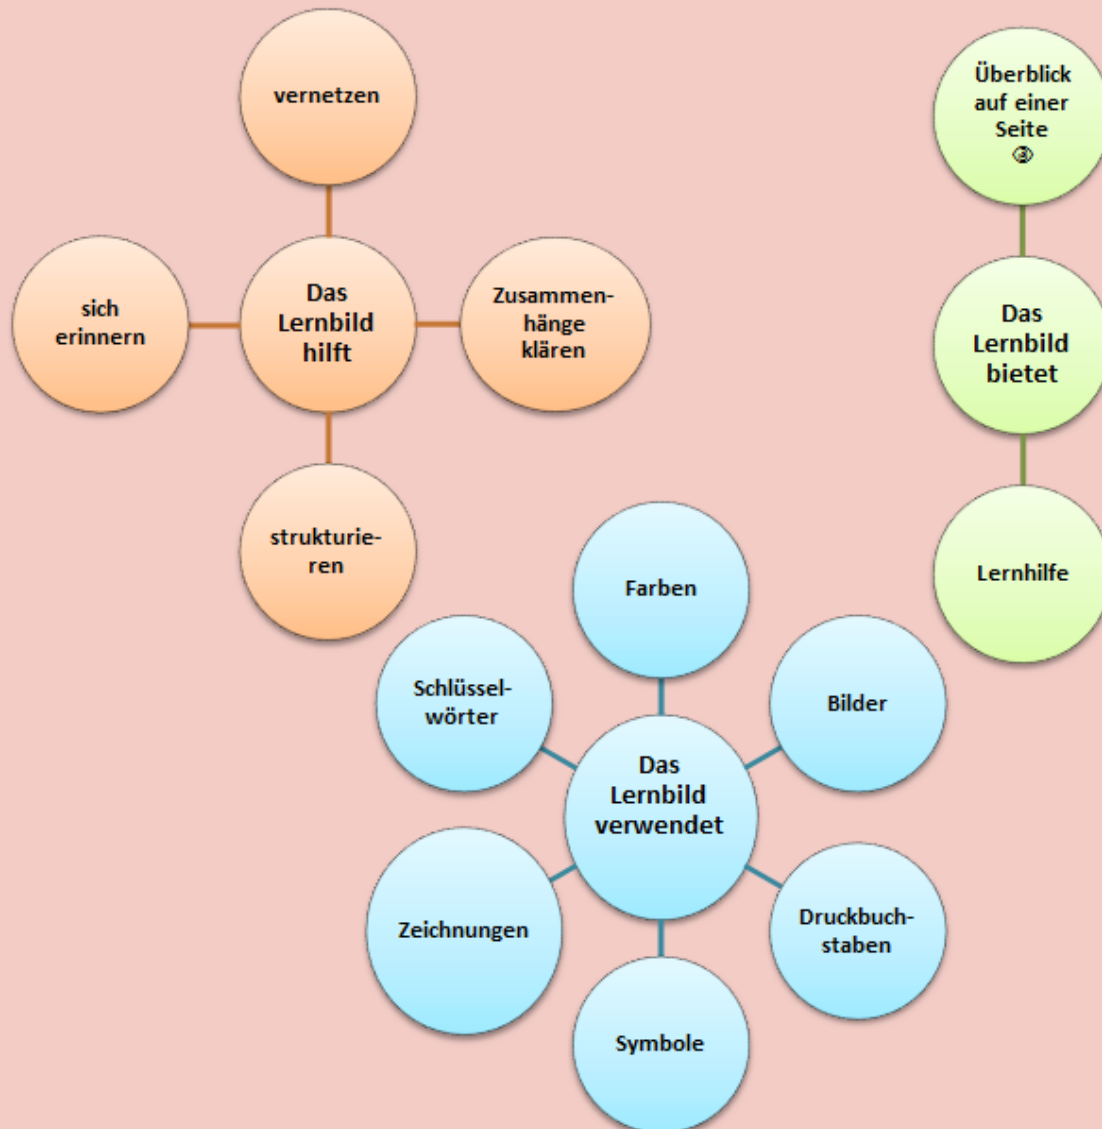 vernetzen
sich
erinnern
Das
Lernbild
hilft
Zusammen-
hänge
klären
strukturie-
ren
Überblick
auf einer
Seite
Das
Lernbild
bietet
Lernhilfe
Farben
Schlüssel-
wörter
Bilder
Das
Lernbild
verwendet
Zeichnungen
Druckbuch-
staben
Symbole